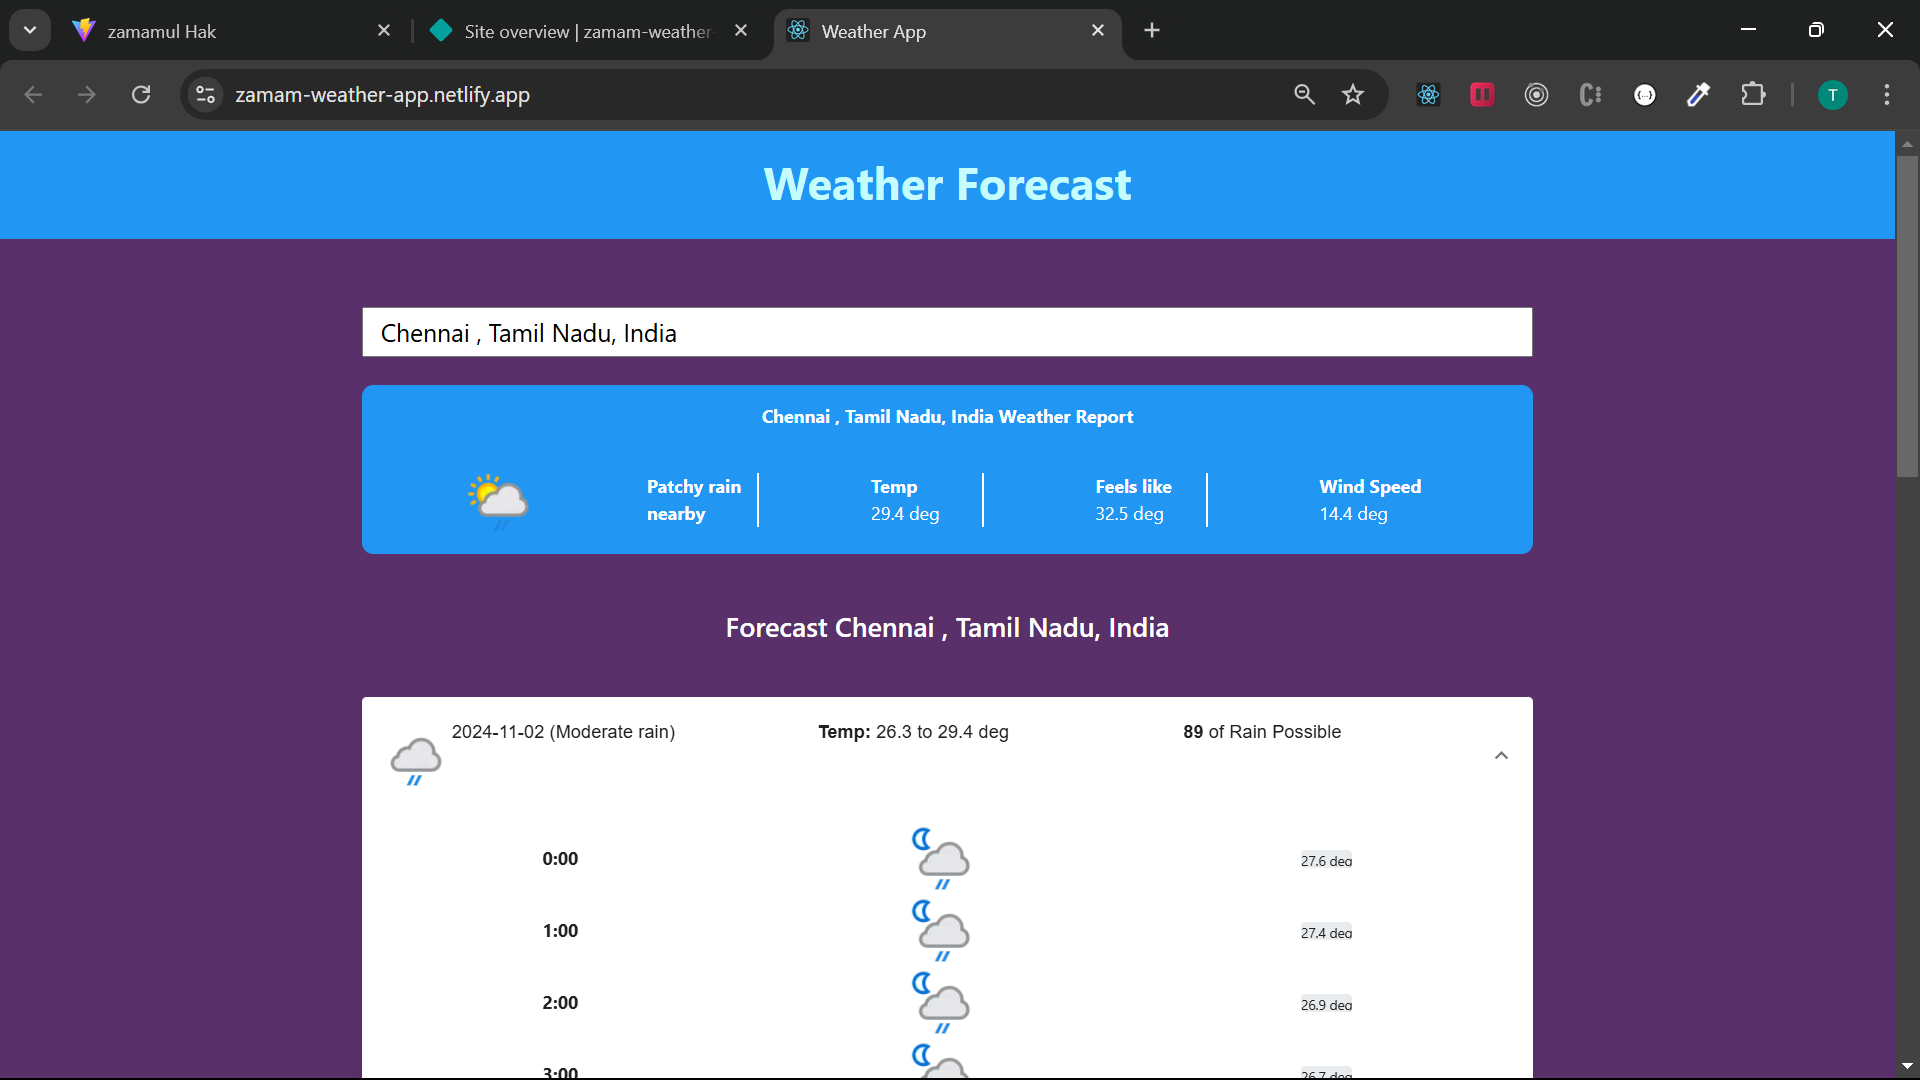 zamamul Hak
Site overview | zamam-weather-
Weather App
zamam-weather-app.netlify.app
T
Weather Forecast
Chennai , Tamil Nadu, India
Chennai , Tamil Nadu, India Weather Report
Patchy rain nearby
Temp
29.4 deg
Feels like
32.5 deg
Wind Speed
14.4 deg
Forecast Chennai , Tamil Nadu, India
2024-11-02 (Moderate rain)
Temp: 26.3 to 29.4 deg
89 of Rain Possible
0:00
27.6 deg
1:00
27.4 deg
2:00
26.9 deg
3:00
26.7 deg